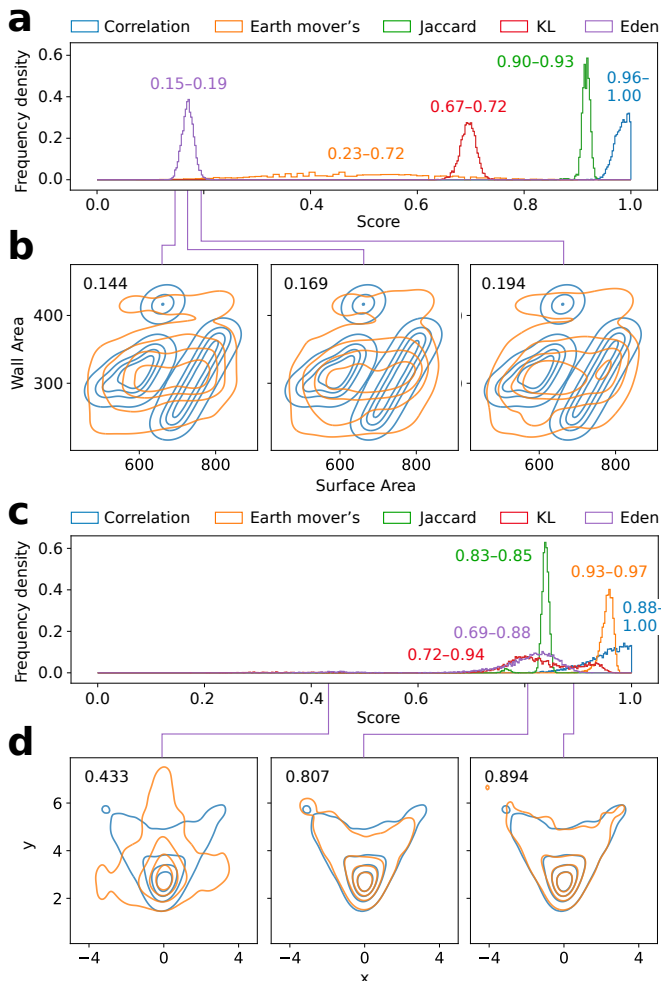 a
Correlation Earth mover's Jaccard KL Eden
0.6
0.4
0.2
0.0
Frequency density
0.15–0.19
0.23–0.72
0.67–0.72
0.90–0.93
0.96–
1.00
0.0 0.4 0.6 1.0
Score
b
0.144 0.169 0.194
400
300
Wall Area
600 800 600 800 600 800
Surface Area
c
Correlation Earth mover's Jaccard KL Eden
0.6
0.4
0.2
0.0
Frequency density
0.83–0.85
0.93–0.97
0.88–
1.00
0.69–0.88
0.72–0.94
0.0 0.2 0.4 0.6 0.8 1.0
Score
d
0.433 0.807 0.894
6
4
2
y
−4 0 4 −4 0 4 −4 0 4
x